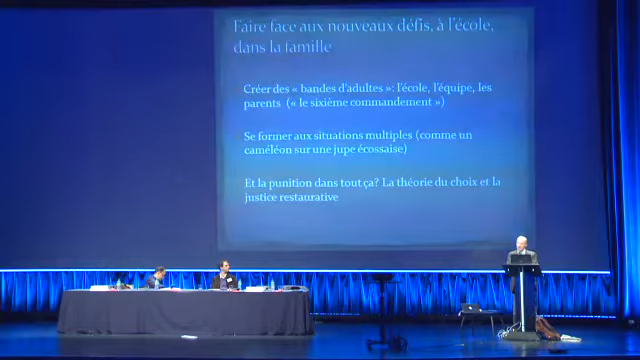 Faire face aux nouveaux défis, à l'école,
dans la famille
Créer des « bandes d'adultes »: l'école, l'équipe, les
parents (« le sixième commandement »)
Se former aux situations multiples (comme un
caméléon sur une jupe écossaise)
Et la punition dans tout ça? La théorie du choix et la
justice restaurative